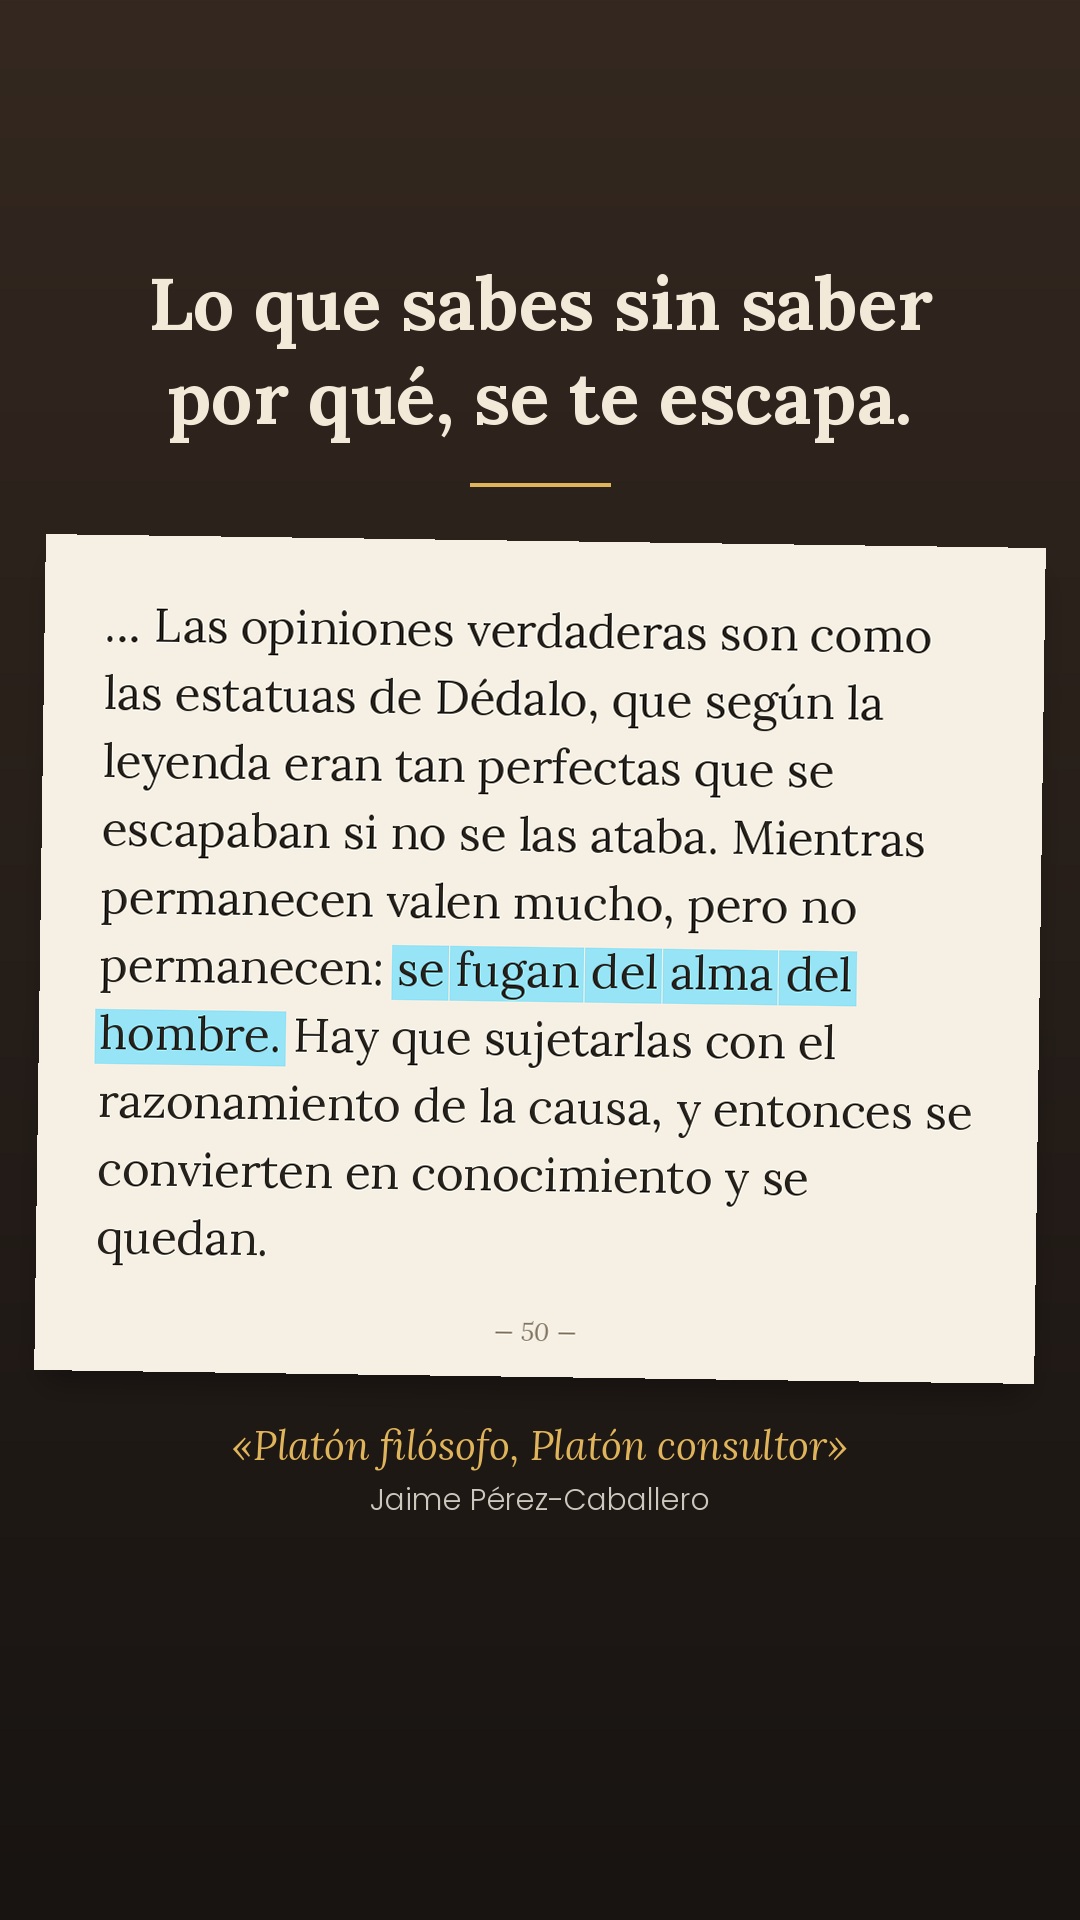 Lo que sabes sin saber
por qué, se te escapa.
... Las opiniones verdaderas son como
las estatuas de Dédalo, que según la
leyenda eran tan perfectas que se
escapaban si no se las ataba. Mientras
permanecen valen mucho, pero no
permanecen: se fugan del alma del
hombre. Hay que sujetarlas con el
razonamiento de la causa, y entonces se
convierten en conocimiento y se
quedan.
— 50 —
«Platón filósofo, Platón consultor»
Jaime Pérez-Caballero